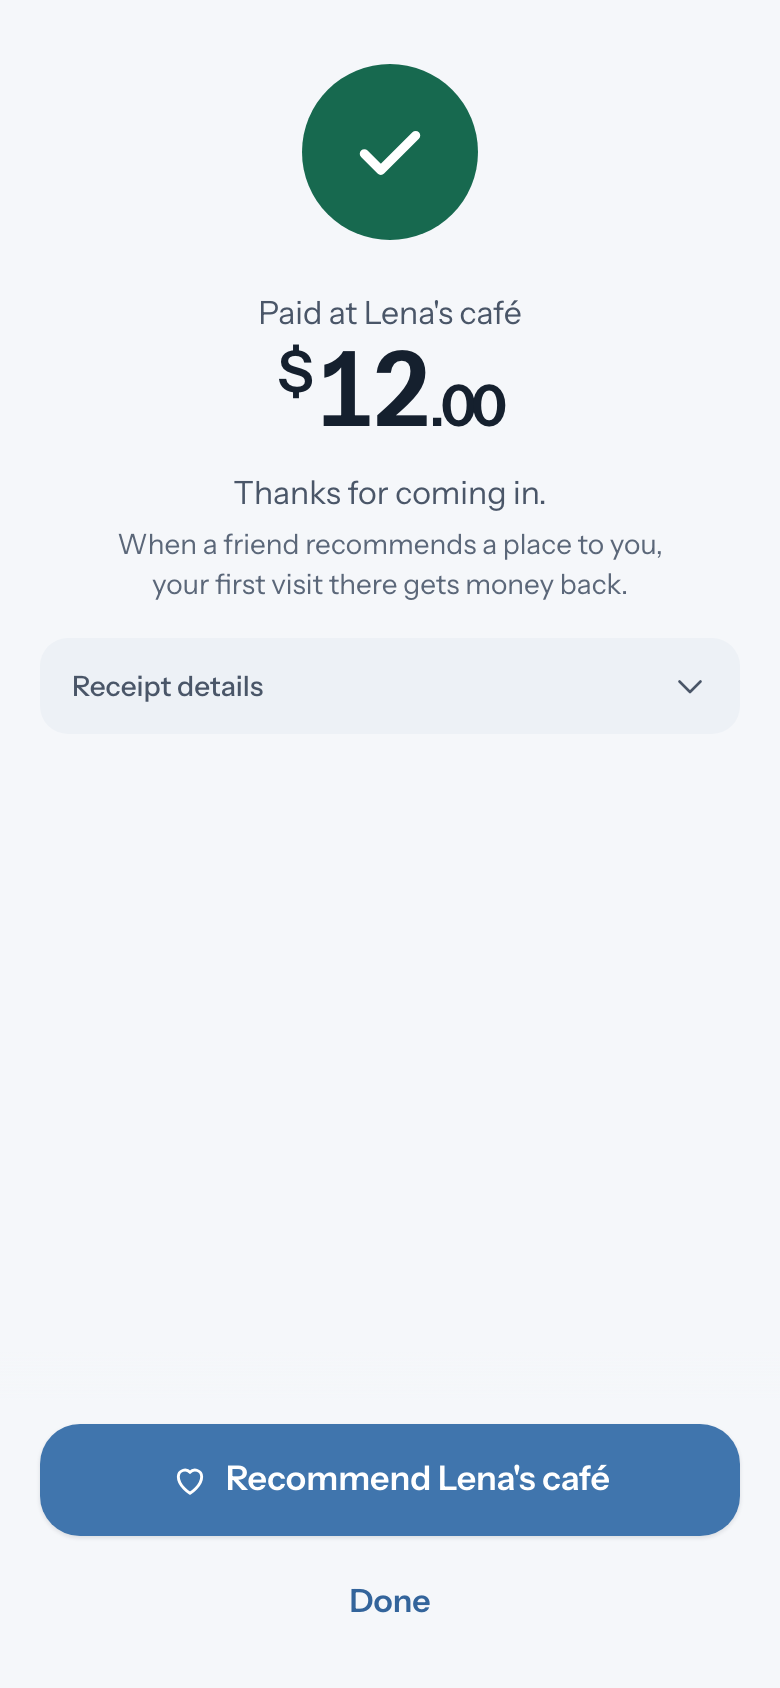 Paid at Lena's café
$12.00
Thanks for coming in.
When a friend recommends a place to you,
your first visit there gets money back.
Receipt details
Recommend Lena's café
Done